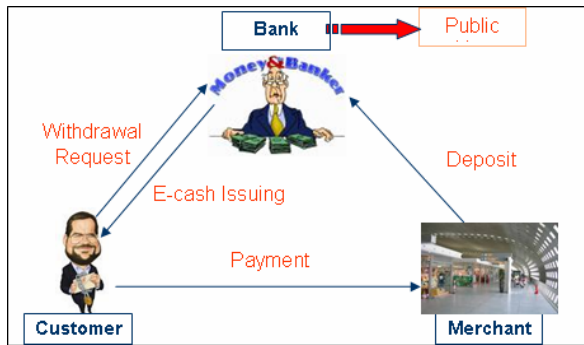 Bank
Public
Money&Banker
Withdrawal
Request
Deposit
E-cash Issuing
Payment
Customer
Merchant